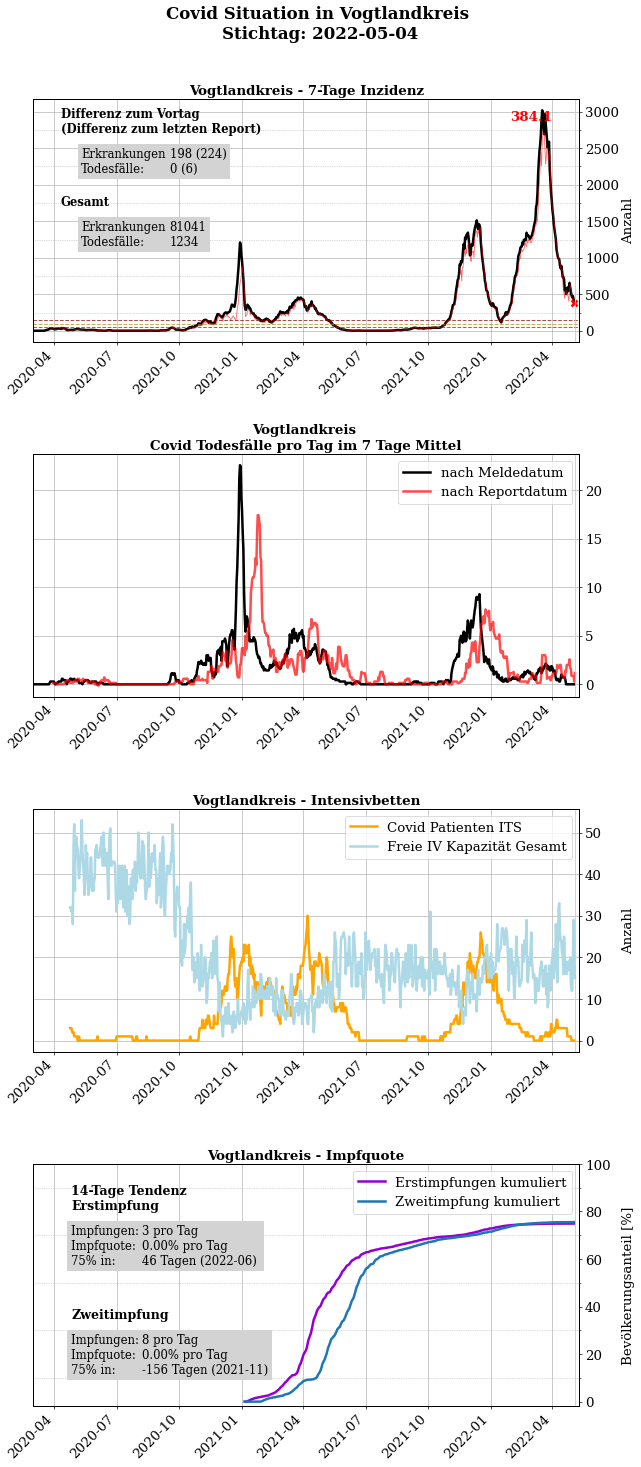 Covid Situation in Vogtlandkreis
Stichtag: 2022-05-04
Vogtlandkreis - 7-Tage Inzidenz
Differenz zum Vortag
(Differenz zum letzten Report)
Erkrankungen 198 (224)
Todesfälle: 0 (6)
Gesamt
Erkrankungen 81041
Todesfälle: 1234
384.1
3000
2500
2000
1500
1000
500
0
Anzahl
2020-04
2020-07
2020-10
2021-01
2021-04
2021-07
2021-10
2022-01
2022-04
Vogtlandkreis
Covid Todesfälle pro Tag im 7 Tage Mittel
nach Meldedatum
nach Reportdatum
20
15
10
5
0
2020-04
2020-07
2020-10
2021-01
2021-04
2021-07
2021-10
2022-01
2022-04
Vogtlandkreis - Intensivbetten
Covid Patienten ITS
Freie IV Kapazität Gesamt
50
40
30
20
10
0
Anzahl
2020-04
2020-07
2020-10
2021-01
2021-04
2021-07
2021-10
2022-01
2022-04
Vogtlandkreis - Impfquote
14-Tage Tendenz
Erstimpfung
Impfungen: 3 pro Tag
Impfquote: 0.00% pro Tag
75% in: 46 Tagen (2022-06)
Zweitimpfung
Impfungen: 8 pro Tag
Impfquote: 0.00% pro Tag
75% in: -156 Tagen (2021-11)
Erstimpfungen kumuliert
Zweitimpfung kumuliert
100
80
60
40
20
0
Bevölkerungsanteil [%]
2020-04
2020-07
2020-10
2021-01
2021-04
2021-07
2021-10
2022-01
2022-04